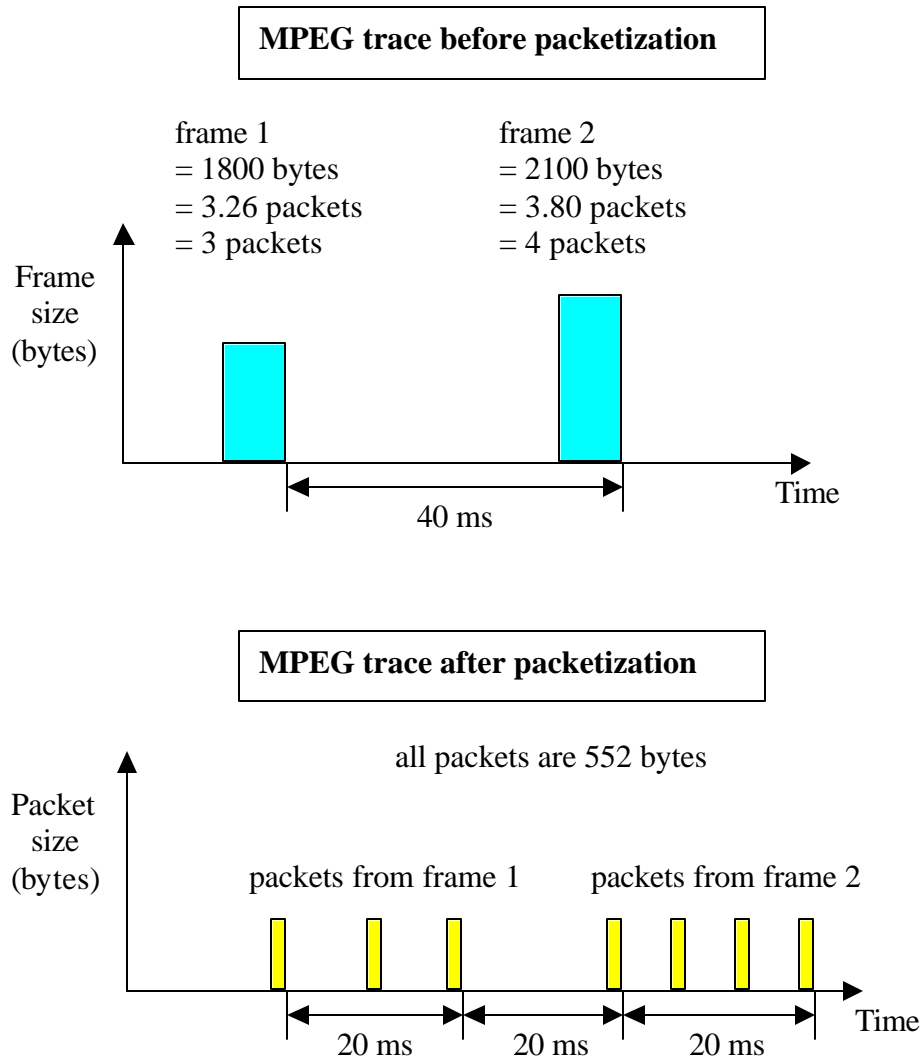 MPEG trace before packetization
frame 1
= 1800 bytes
= 3.26 packets
= 3 packets
frame 2
= 2100 bytes
= 3.80 packets
= 4 packets
Frame
size
(bytes)
Time
40 ms
MPEG trace after packetization
all packets are 552 bytes
Packet
size
(bytes)
packets from frame 1
packets from frame 2
Time
20 ms
20 ms
20 ms